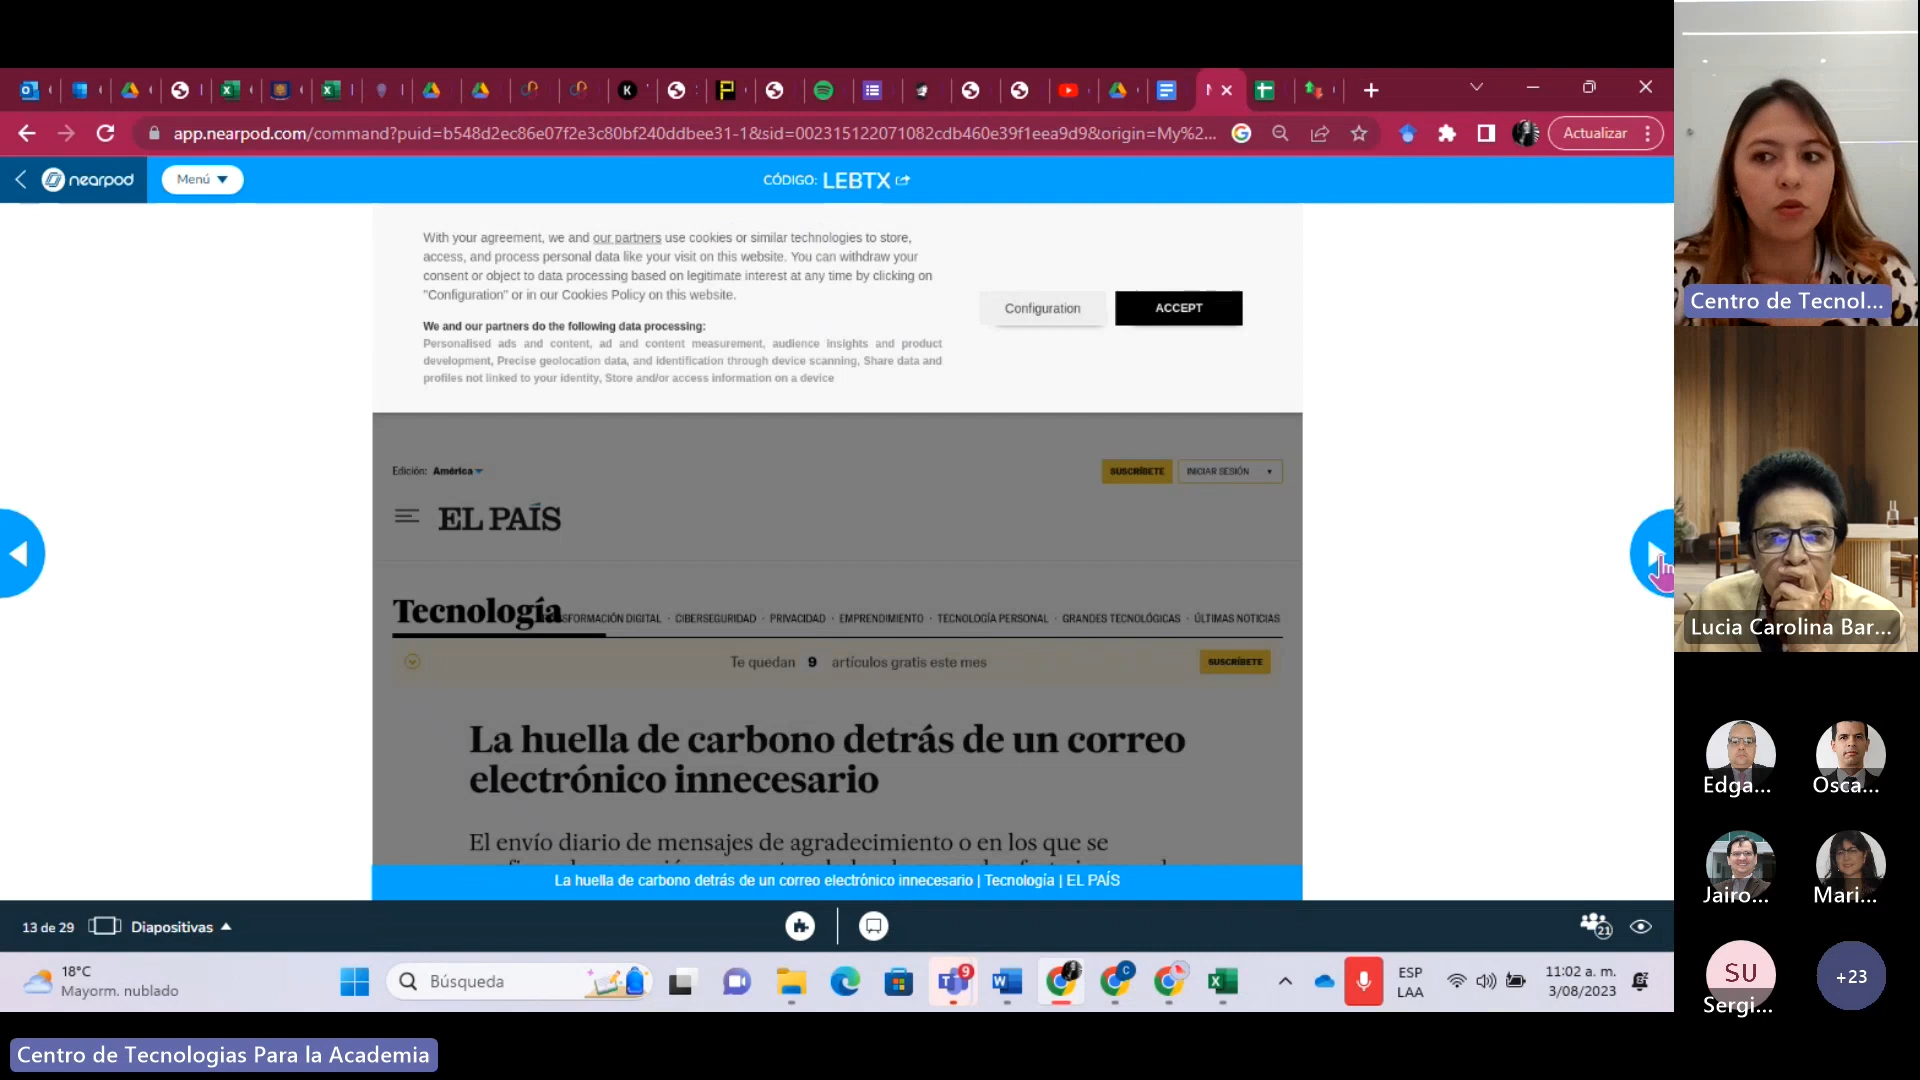 app.nearpod.com/command?puid=b548d2ec86e07f2e3c80bf240ddbee31-1&sid=002315122071082cdb460e39f1eea9d9&origin=My%2...
Actualizar
nearpod
Menú
CÓDIGO: LEBTX
With your agreement, we and our partners use cookies or similar technologies to store,
access, and process personal data like your visit on this website. You can withdraw your
consent or object to data processing based on legitimate interest at any time by clicking on
"Configuration" or in our Cookies Policy on this website.
Configuration
ACCEPT
We and our partners do the following data processing:
Personalised ads and content, ad and content measurement, audience insights and product
development, Precise geolocation data, and identification through device scanning, Share data and
profiles not linked to your identity, Store and/or access information on a device
Edición: América
SUSCRÍBETE
INICIAR SESIÓN
EL PAÍS
Tecnología
SFORMACIÓN DIGITAL · CIBERSEGURIDAD · PRIVACIDAD · EMPRENDIMIENTO · TECNOLOGÍA PERSONAL · GRANDES TECNOLÓGICAS · ÚLTIMAS NOTICIAS
Te quedan 9 artículos gratis este mes
SUSCRÍBETE
La huella de carbono detrás de un correo
electrónico innecesario
El envío diario de mensajes de agradecimiento o en los que se
La huella de carbono detrás de un correo electrónico innecesario | Tecnología | EL PAÍS
13 de 29
Diapositivas
21
18°C
Mayorm. nublado
Búsqueda
9
ESP
LAA
11:02 a. m.
3/08/2023
Centro de Tecnologias Para la Academia
Centro de Tecnol...
Lucia Carolina Bar...
Edga...
Osca...
Jairo...
Mari...
SU
Sergi...
+23